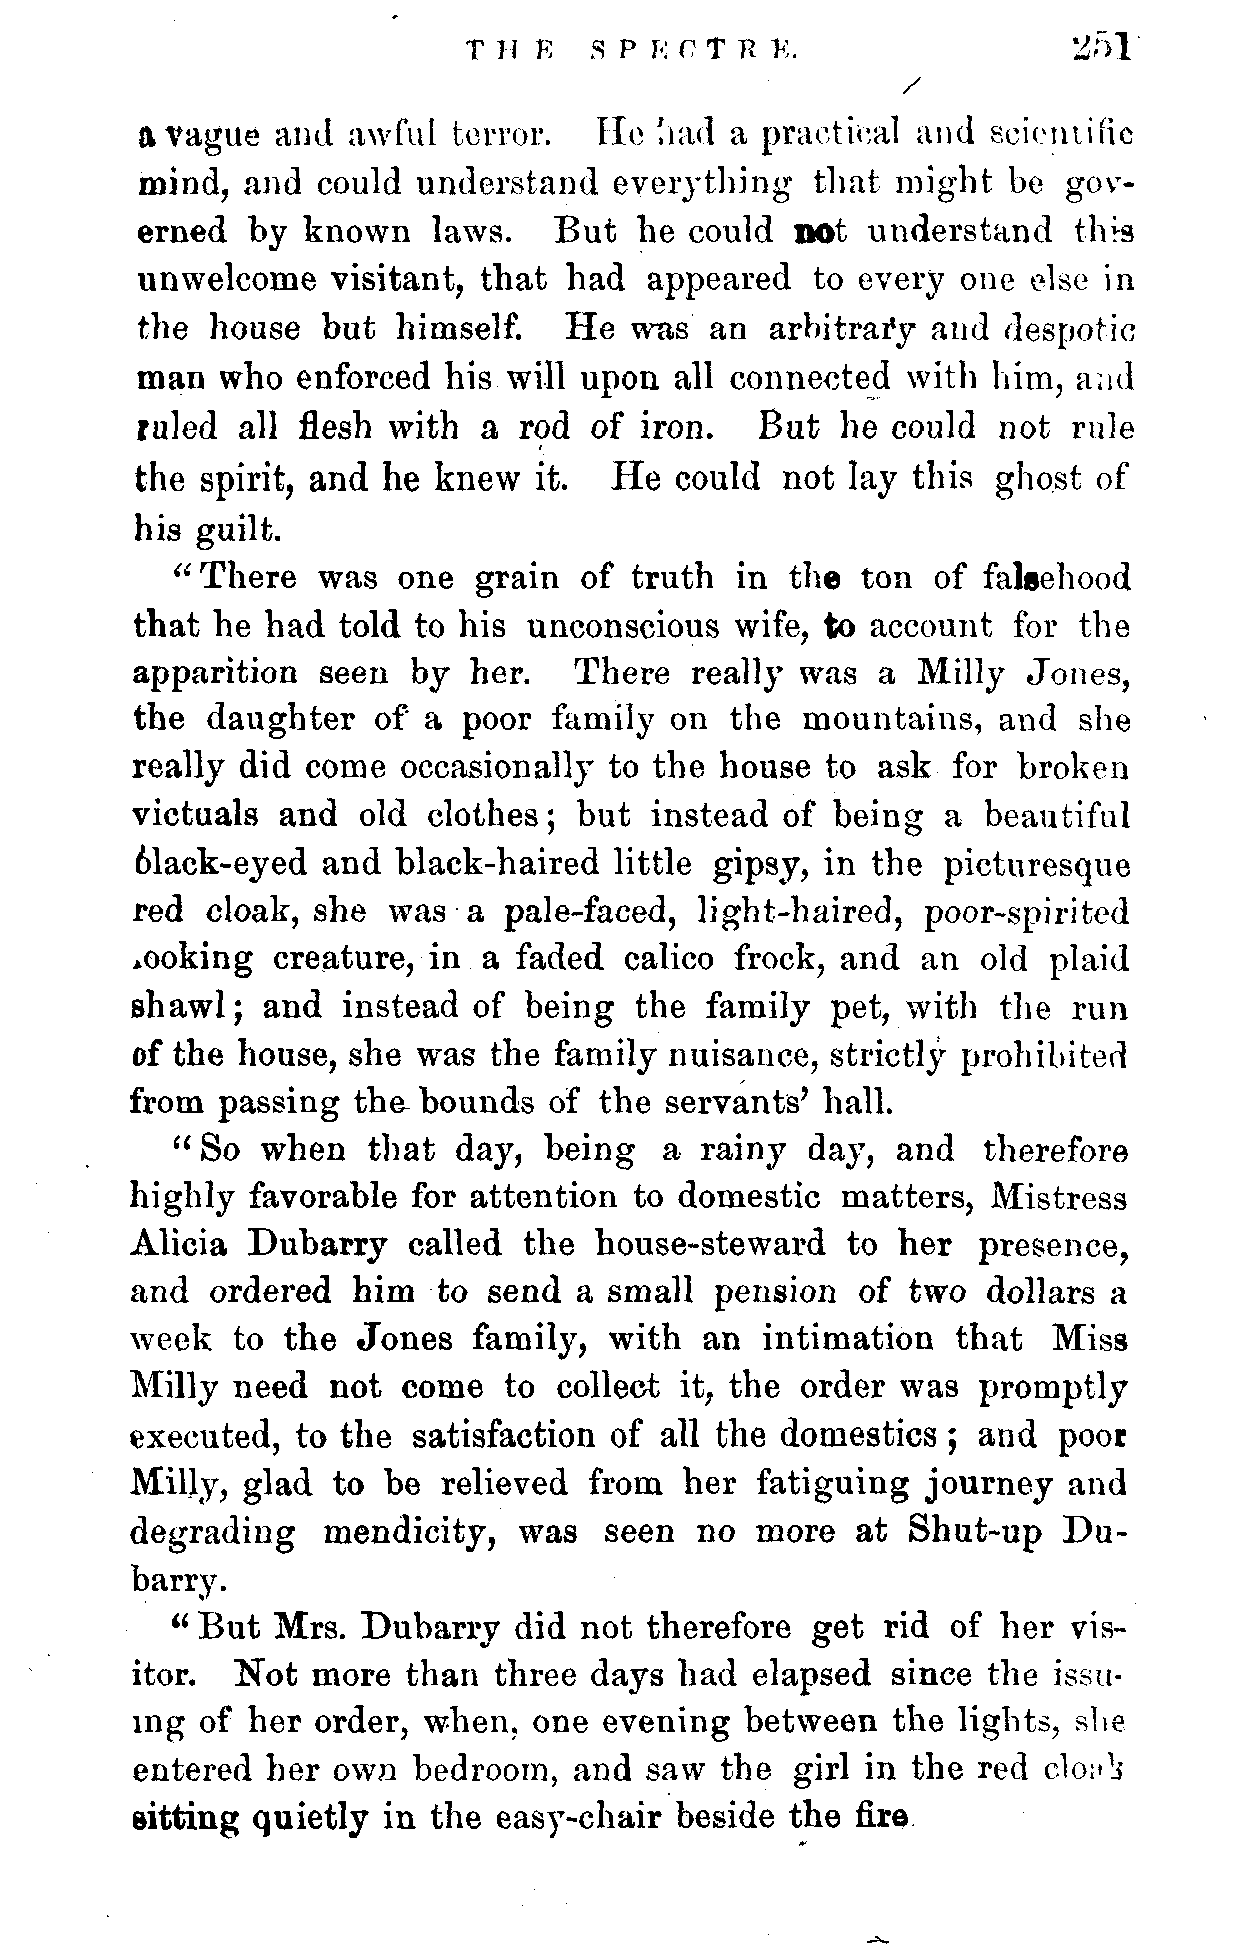 THE SPECTRE. 251
a vague and awful terror. He had a practical and scientific
mind, and could understand everything that might be gov-
erned by known laws. But he could not understand this
unwelcome visitant, that had appeared to every one else in
the house but himself. He was an arbitrary and despotic
man who enforced his will upon all connected with him, and
ruled all flesh with a rod of iron. But he could not rule
the spirit, and he knew it. He could not lay this ghost of
his guilt.
"There was one grain of truth in the ton of falsehood
that he had told to his unconscious wife, to account for the
apparition seen by her. There really was a Milly Jones,
the daughter of a poor family on the mountains, and she
really did come occasionally to the house to ask for broken
victuals and old clothes; but instead of being a beautiful
black-eyed and black-haired little gipsy, in the picturesque
red cloak, she was a pale-faced, light-haired, poor-spirited
looking creature, in a faded calico frock, and an old plaid
shawl; and instead of being the family pet, with the run
of the house, she was the family nuisance, strictly prohibited
from passing the bounds of the servants' hall.
"So when that day, being a rainy day, and therefore
highly favorable for attention to domestic matters, Mistress
Alicia Dubarry called the house-steward to her presence,
and ordered him to send a small pension of two dollars a
week to the Jones family, with an intimation that Miss
Milly need not come to collect it, the order was promptly
executed, to the satisfaction of all the domestics; and poor
Milly, glad to be relieved from her fatiguing journey and
degrading mendicity, was seen no more at Shut-up Du-
barry.
"But Mrs. Dubarry did not therefore get rid of her vis-
itor. Not more than three days had elapsed since the issu-
ing of her order, when, one evening between the lights, she
entered her own bedroom, and saw the girl in the red cloak
sitting quietly in the easy-chair beside the fire